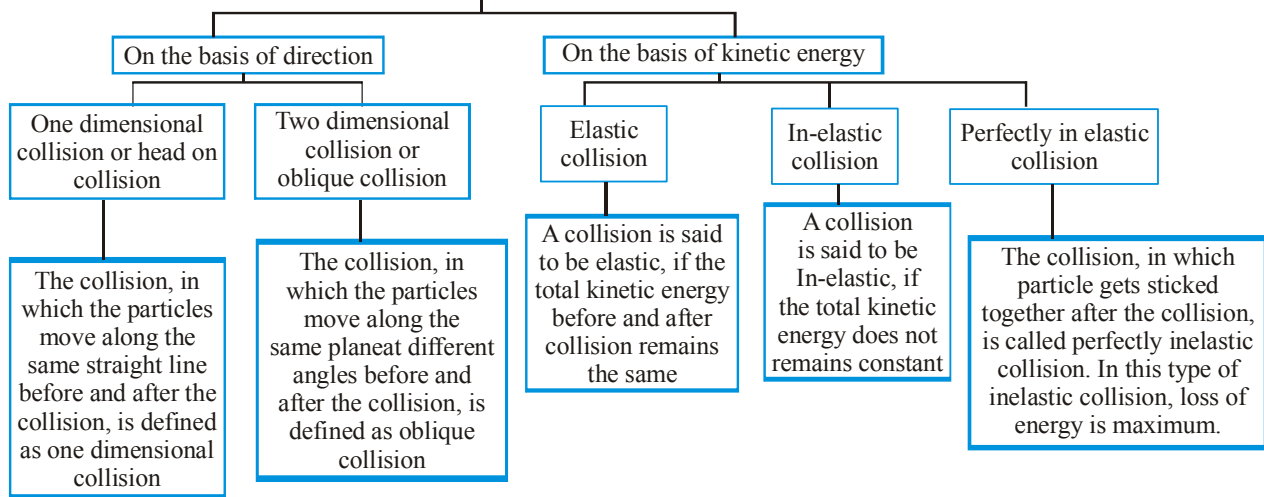 On the basis of direction
On the basis of kinetic energy
One dimensional
collision or head on
collision
Two dimensional
collision or
oblique collision
Elastic
collision
In-elastic
collision
Perfectly in elastic
collision
The collision, in
which the particles
move along the
same straight line
before and after the
collision, is defined
as one dimensional
collision
The collision, in
which the particles
move along the
same planeat different
angles before and
after the collision, is
defined as oblique
collision
A collision is said
to be elastic, if the
total kinetic energy
before and after
collision remains
the same
A collision
is said to be
In-elastic, if
the total kinetic
energy does not
remains constant
The collision, in which
particle gets sticked
together after the collision,
is called perfectly inelastic
collision. In this type of
inelastic collision, loss of
energy is maximum.